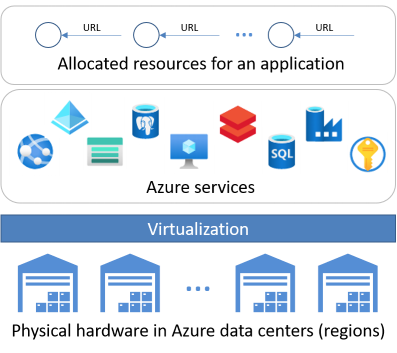 URL URL URL
Allocated resources for an application
SQL
Azure services
Virtualization
Physical hardware in Azure data centers (regions)